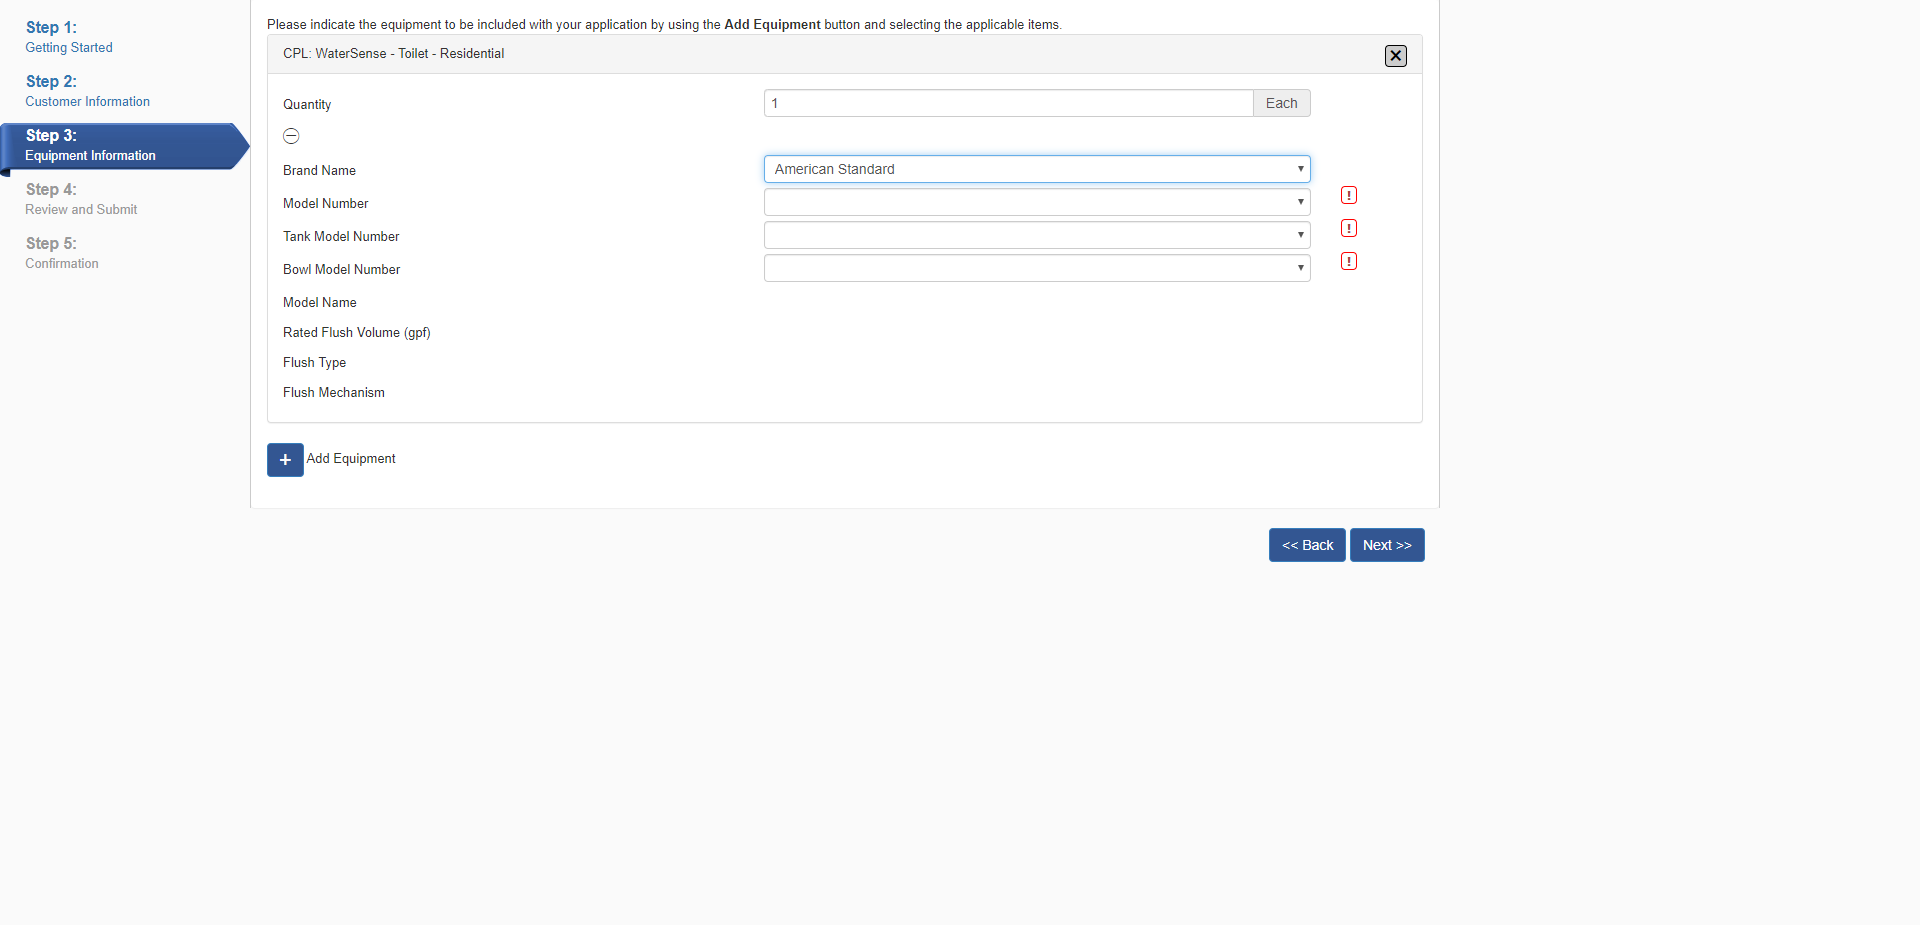 Step 1:
Getting Started
Step 2:
Customer Information
Step 3:
Equipment Information
Step 4:
Review and Submit
Step 5:
Confirmation
Please indicate the equipment to be included with your application by using the Add Equipment button and selecting the applicable items.
CPL: WaterSense - Toilet - Residential
Quantity
1
Each
Brand Name
American Standard
Model Number
!
Tank Model Number
!
Bowl Model Number
!
Model Name
Rated Flush Volume (gpf)
Flush Type
Flush Mechanism
+ Add Equipment
<< Back
Next >>